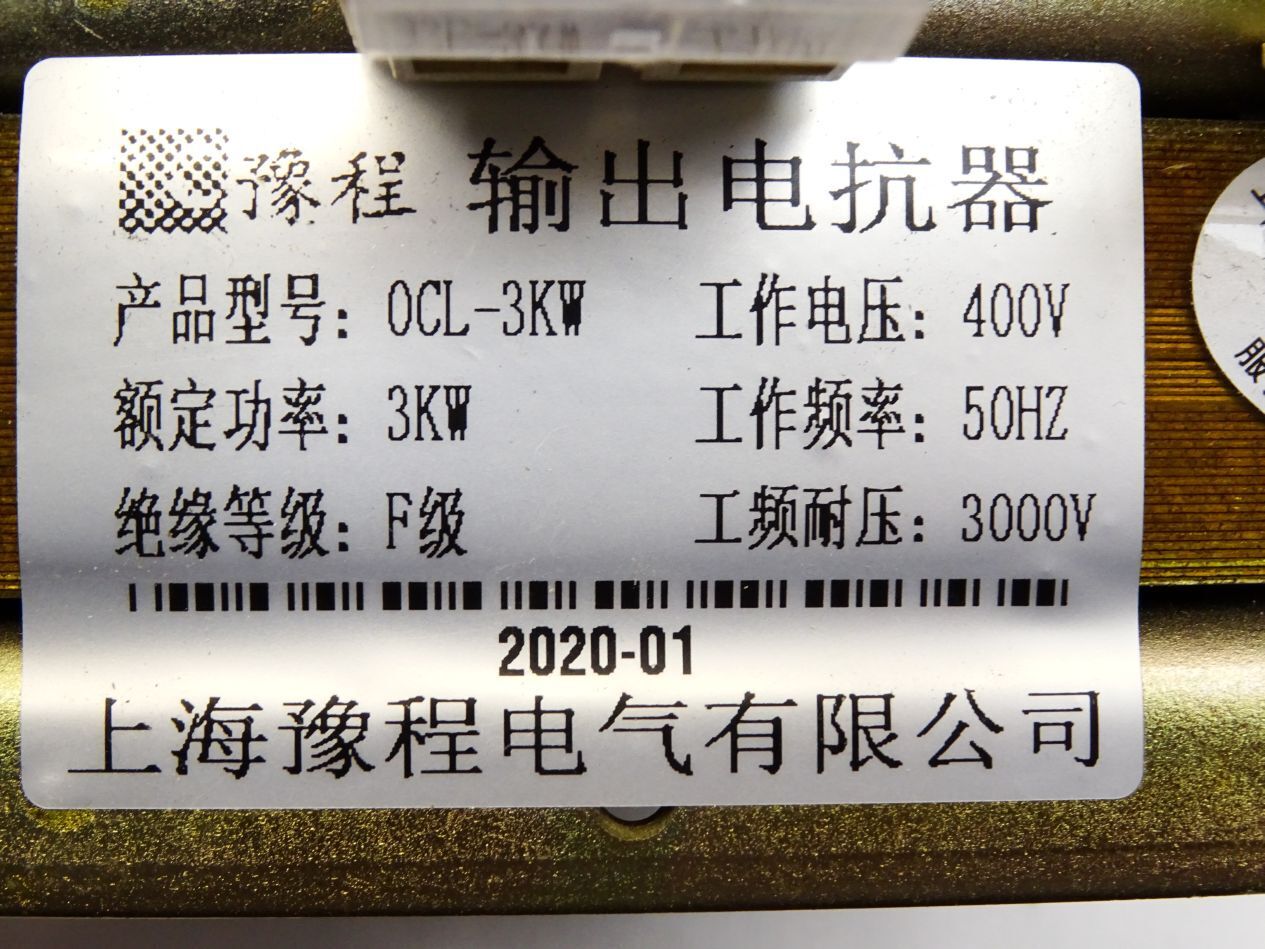 豫程 输出电抗器
产品型号: OCL-3KW 工作电压: 400V
额定功率: 3KW 工作频率: 50HZ
绝缘等级: F级 工频耐压: 3000V
2020-01
上海豫程电气有限公司
服